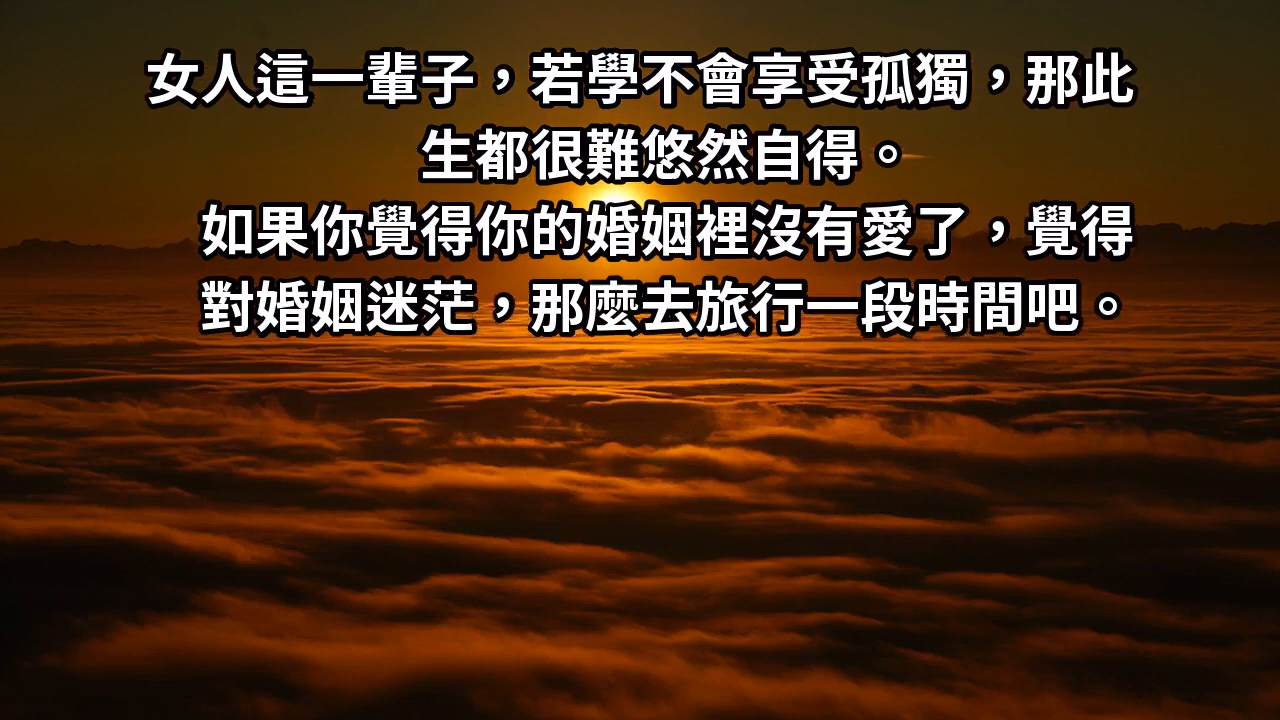 女人這一輩子，若學不會享受孤獨，那此
生都很難悠然自得。
如果你覺得你的婚姻裡沒有愛了，覺得
對婚姻迷茫，那麼去旅行一段時間吧。